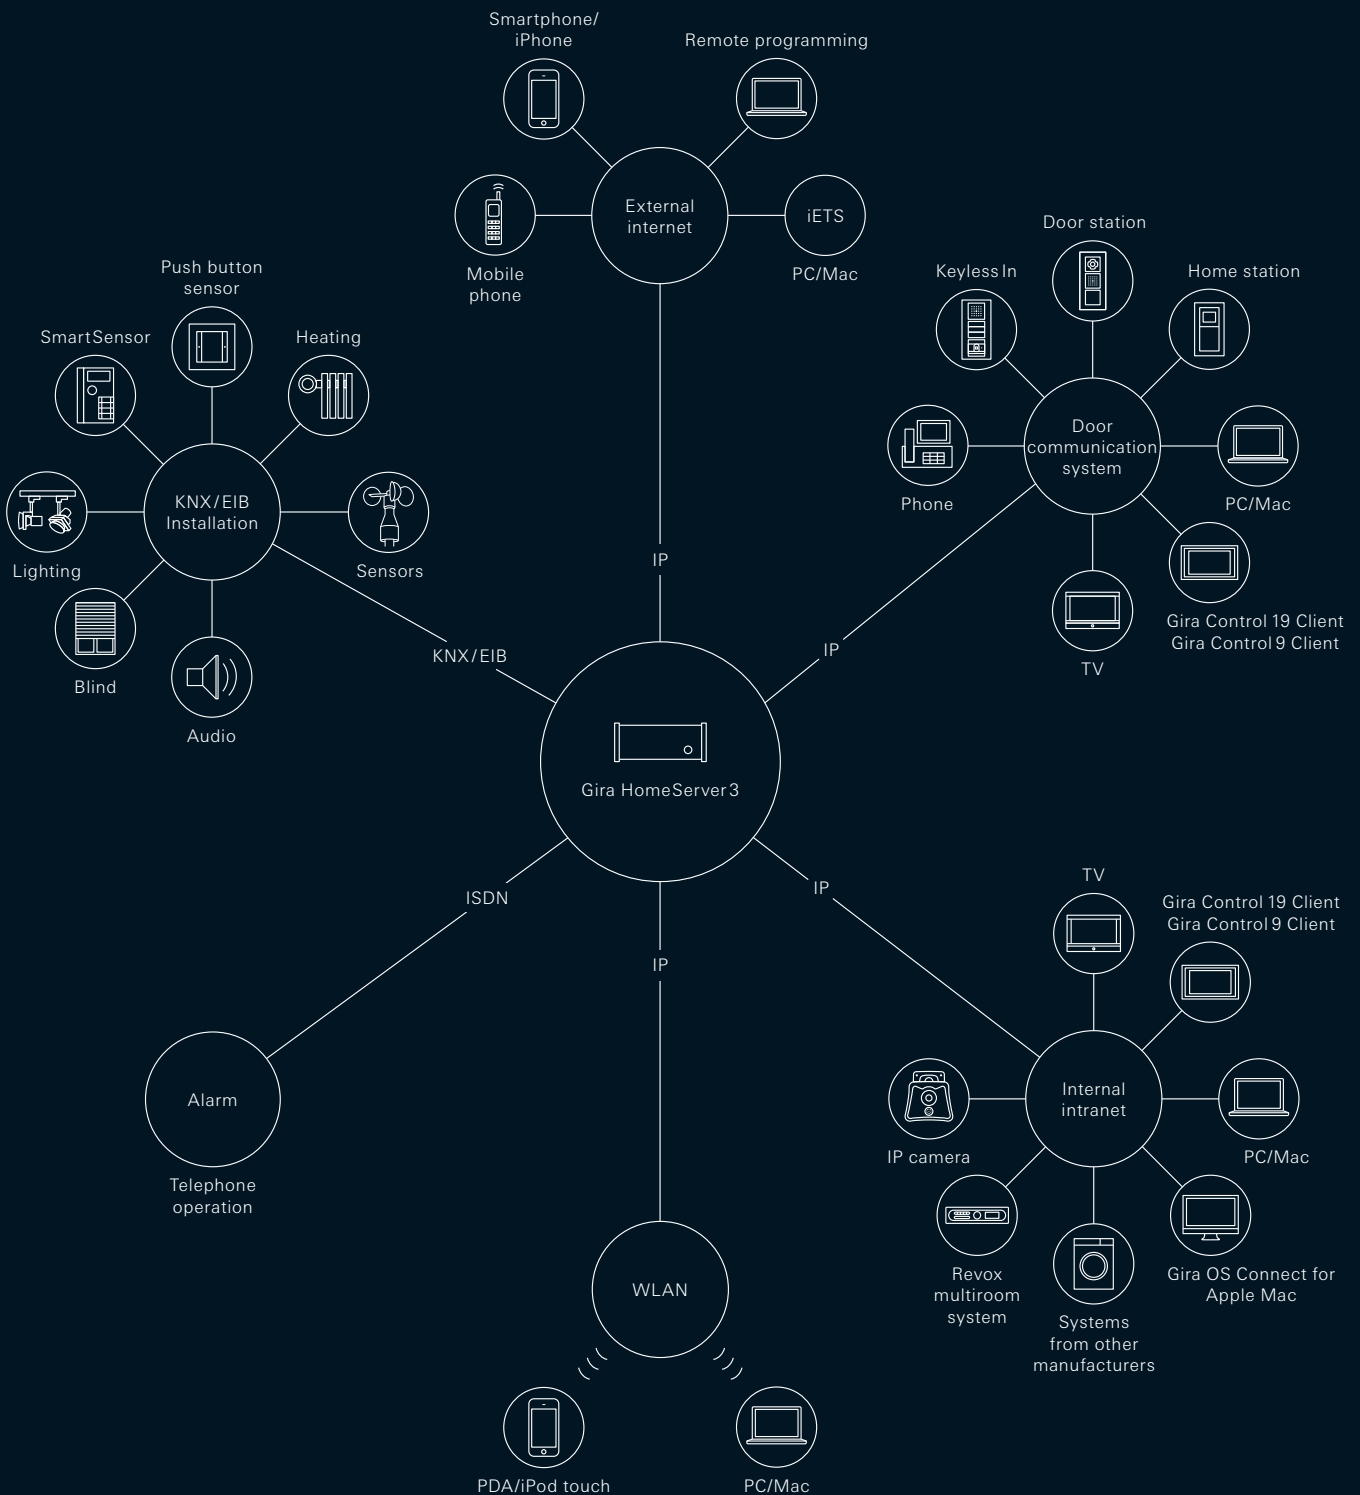 Smartphone/
iPhone
Remote programming
External
internet
iETS
Mobile
phone
PC/Mac
Push button
sensor
SmartSensor
Heating
KNX/EIB
Installation
Lighting
Sensors
Blind
Audio
Door station
Keyless In
Home station
Door
communication
system
Phone
PC/Mac
Gira Control 19 Client
Gira Control 9 Client
TV
IP
KNX/EIB
IP
Gira HomeServer 3
ISDN
IP
IP
Alarm
Telephone
operation
TV
Gira Control 19 Client
Gira Control 9 Client
Internal
intranet
IP camera
PC/Mac
Revox
multiroom
system
Systems
from other
manufacturers
Gira OS Connect for
Apple Mac
WLAN
PDA/iPod touch
PC/Mac